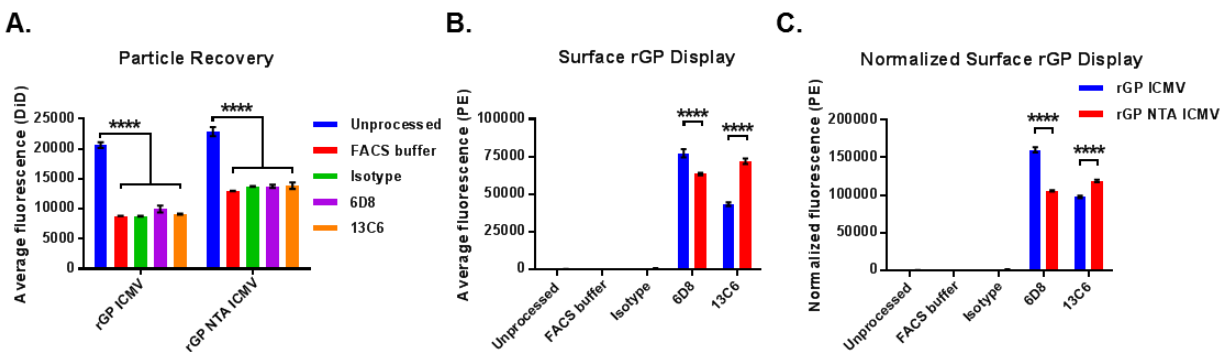 A.
Particle Recovery
Average fluorescence (DiD)
25000
20000
15000
10000
5000
0
****
****
rGP ICMV
rGP NTA ICMV
Unprocessed
FACS buffer
Isotype
6D8
13C6
B.
Surface rGP Display
Average fluorescence (PE)
100000
75000
50000
25000
0
****
****
Unprocessed
FACS buffer
Isotype
6D8
13C6
C.
Normalized Surface rGP Display
Normalized fluorescence (PE)
200000
150000
100000
50000
0
****
****
rGP ICMV
rGP NTA ICMV
Unprocessed
FACS buffer
Isotype
6D8
13C6